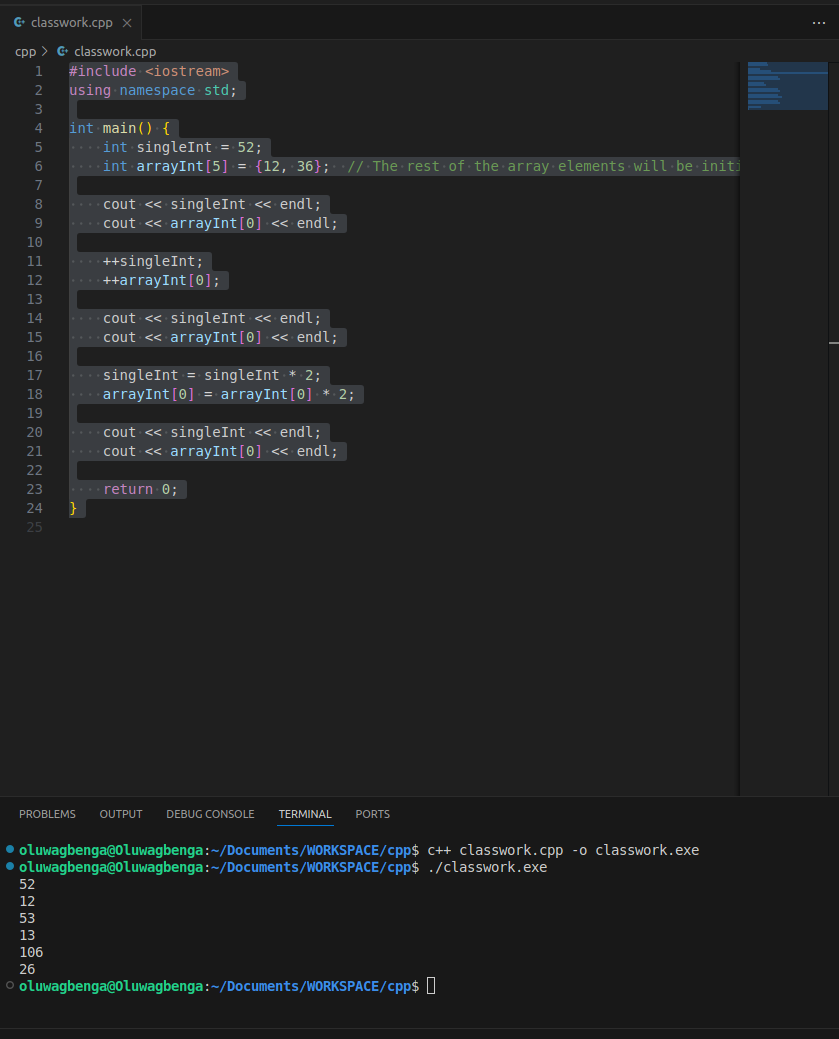 classwork.cpp
cpp > classwork.cpp
1 #include <iostream>
2 using namespace std;
3
4 int main() {
5     int singleInt = 52;
6     int arrayInt[5] = {12, 36};  // The rest of the array elements will be initi
7
8     cout << singleInt << endl;
9     cout << arrayInt[0] << endl;
10
11     ++singleInt;
12     ++arrayInt[0];
13
14     cout << singleInt << endl;
15     cout << arrayInt[0] << endl;
16
17     singleInt = singleInt * 2;
18     arrayInt[0] = arrayInt[0] * 2;
19
20     cout << singleInt << endl;
21     cout << arrayInt[0] << endl;
22
23     return 0;
24 }
25
PROBLEMS OUTPUT DEBUG CONSOLE TERMINAL PORTS
oluwagbenga@Oluwagbenga:~/Documents/WORKSPACE/cpp$ c++ classwork.cpp -o classwork.exe
oluwagbenga@Oluwagbenga:~/Documents/WORKSPACE/cpp$ ./classwork.exe
52
12
53
13
106
26
oluwagbenga@Oluwagbenga:~/Documents/WORKSPACE/cpp$